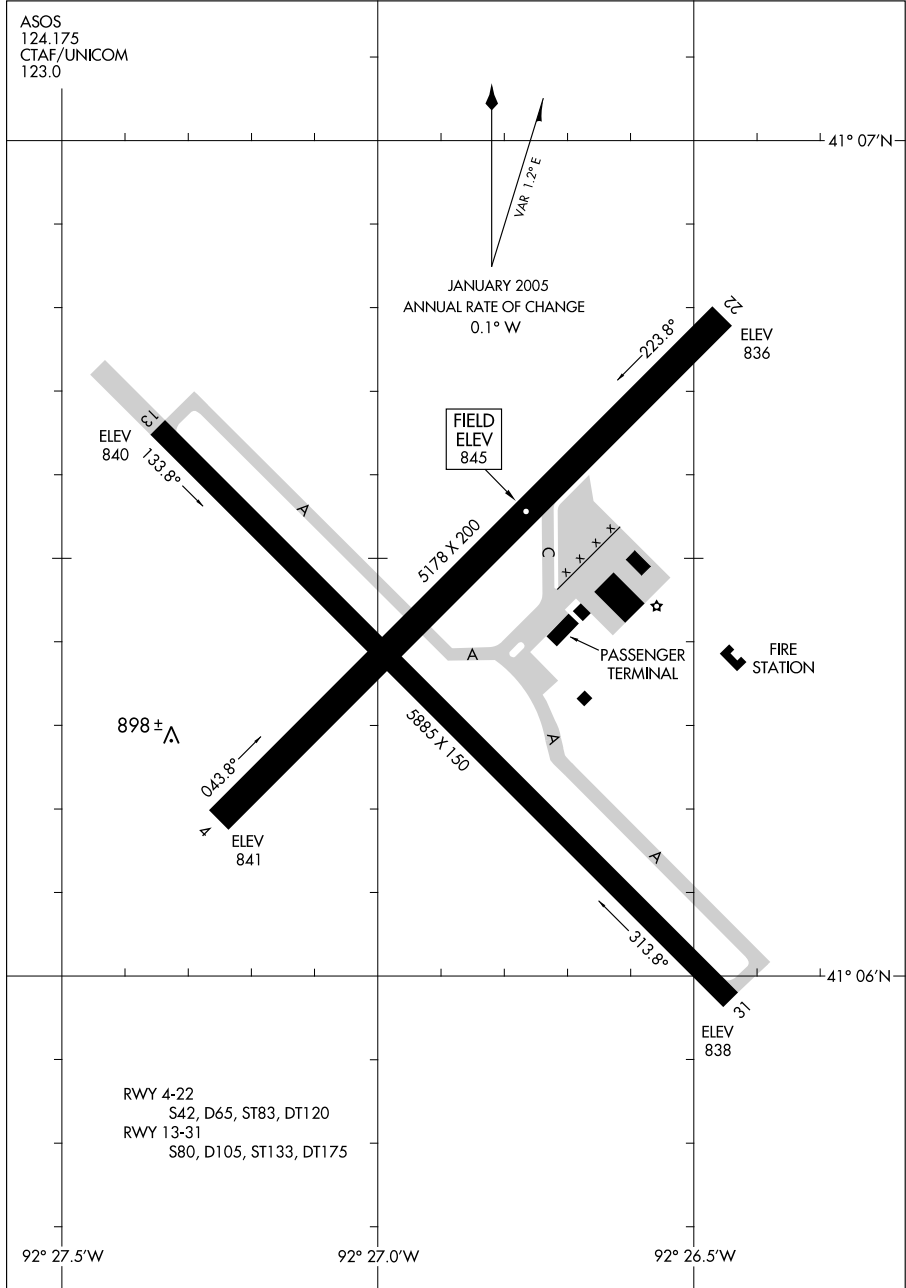 ASOS
124.175
CTAF/UNICOM
123.0
41° 07'N
VAR 1.2° E
JANUARY 2005
ANNUAL RATE OF CHANGE
0.1° W
22
ELEV
836
223.8°
FIELD
ELEV
845
13
ELEV
840
133.8°
A
5178 X 200
C
x x x x
A
PASSENGER
TERMINAL
FIRE
STATION
898 ±
5885 X 150
A
043.8°
4
ELEV
841
A
313.8°
41° 06'N
31
ELEV
838
RWY 4-22
S42, D65, ST83, DT120
RWY 13-31
S80, D105, ST133, DT175
92° 27.5'W
92° 27.0'W
92° 26.5'W